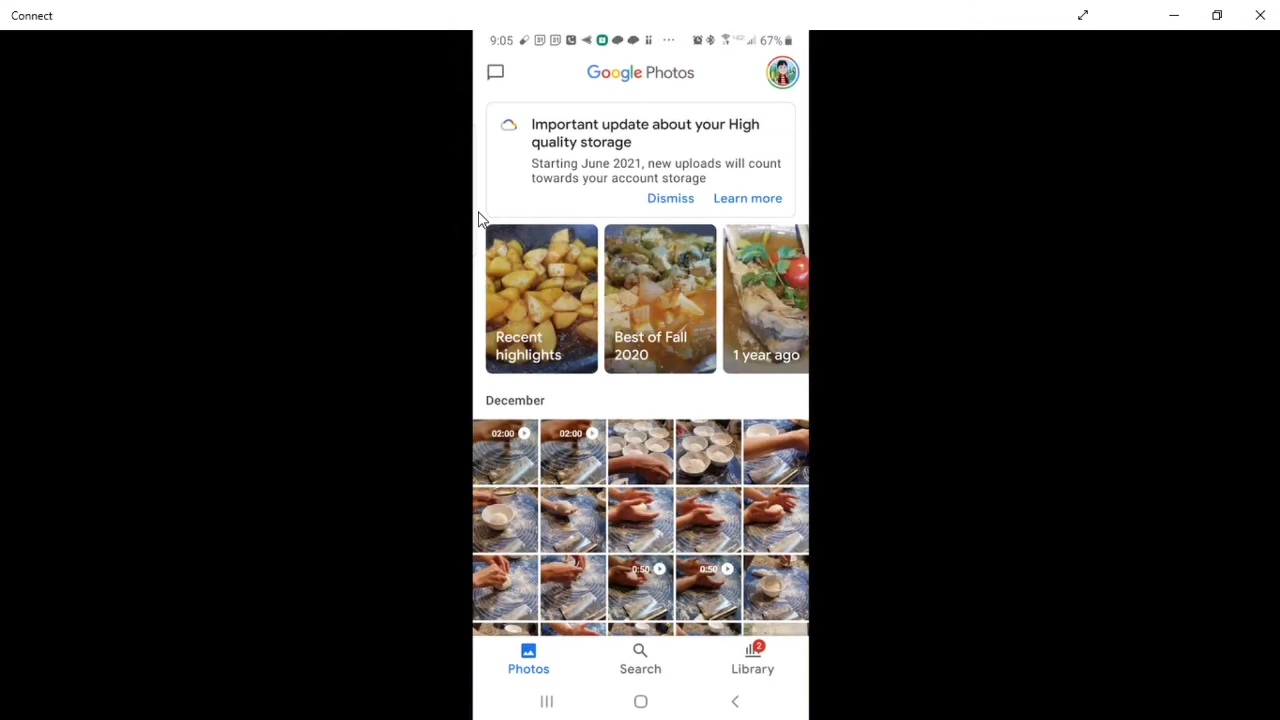 Connect
9:05 67%
Google Photos
Important update about your High
quality storage
Starting June 2021, new uploads will count
towards your account storage
Dismiss Learn more
Recent
highlights
Best of Fall
2020
1 year ago
December
02:00 02:00
0:50 0:50
2
Photos Search Library